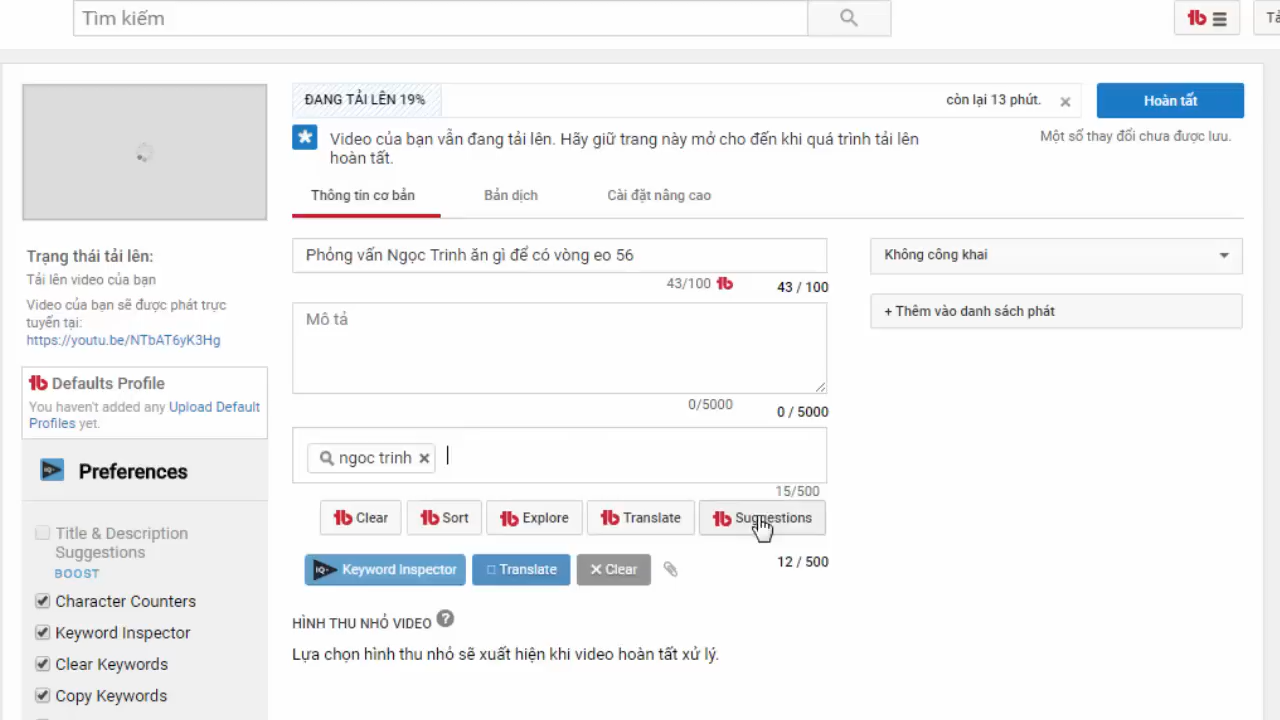 Tìm kiếm
ĐANG TẢI LÊN 19%
còn lại 13 phút.
Hoàn tất
Video của bạn vẫn đang tải lên. Hãy giữ trang này mở cho đến khi quá trình tải lên
hoàn tất.
Một số thay đổi chưa được lưu.
Thông tin cơ bản
Bản dịch
Cài đặt nâng cao
Trạng thái tải lên:
Tải lên video của bạn
Video của bạn sẽ được phát trực
tuyến tại:
https://youtu.be/NTbAT6yK3Hg
Defaults Profile
You haven't added any Upload Default
Profiles yet.
Preferences
Title & Description
Suggestions
BOOST
Character Counters
Keyword Inspector
Clear Keywords
Copy Keywords
Phỏng vấn Ngọc Trinh ăn gì để có vòng eo 56
43/100
43 / 100
Mô tả
0/5000
0 / 5000
ngoc trinh
15/500
Clear
Sort
Explore
Translate
Suggestions
Keyword Inspector
Translate
Clear
12 / 500
HÌNH THU NHỎ VIDEO
Lựa chọn hình thu nhỏ sẽ xuất hiện khi video hoàn tất xử lý.
Không công khai
+ Thêm vào danh sách phát